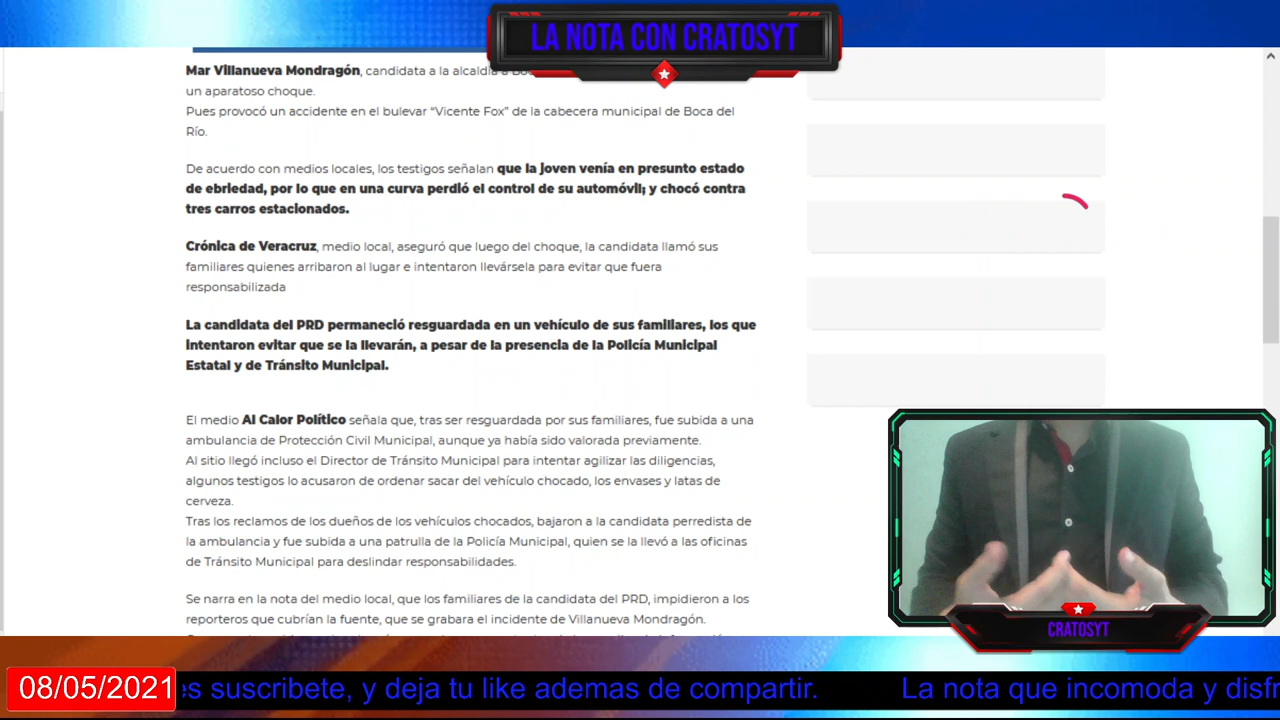 LA NOTA CON CRATOSYT
Mar Villanueva Mondragón, candidata a la alcaldía a
un aparatoso choque.
Pues provocó un accidente en el bulevar “Vicente Fox” de la cabecera municipal de Boca del
Río.
De acuerdo con medios locales, los testigos señalan que la joven venía en presunto estado
de ebriedad, por lo que en una curva perdió el control de su automóvil; y chocó contra
tres carros estacionados.
Crónica de Veracruz, medio local, aseguró que luego del choque, la candidata llamó sus
familiares quienes arribaron al lugar e intentaron llevársela para evitar que fuera
responsabilizada
La candidata del PRD permaneció resguardada en un vehículo de sus familiares, los que
intentaron evitar que se la llevarán, a pesar de la presencia de la Policía Municipal
Estatal y de Tránsito Municipal.
El medio Al Calor Político señala que, tras ser resguardada por sus familiares, fue subida a una
ambulancia de Protección Civil Municipal, aunque ya había sido valorada previamente.
Al sitio llegó incluso el Director de Tránsito Municipal para intentar agilizar las diligencias,
algunos testigos lo acusaron de ordenar sacar del vehículo chocado, los envases y latas de
cerveza.
Tras los reclamos de los dueños de los vehículos chocados, bajaron a la candidata perredista de
la ambulancia y fue subida a una patrulla de la Policía Municipal, quien se la llevó a las oficinas
de Tránsito Municipal para deslindar responsabilidades.
Se narra en la nota del medio local, que los familiares de la candidata del PRD, impidieron a los
reporteros que cubrían la fuente, que se grabara el incidente de Villanueva Mondragón.
CRATOSYT
08/05/2021 es suscribete, y deja tu like ademas de compartir. La nota que incomoda y disfr